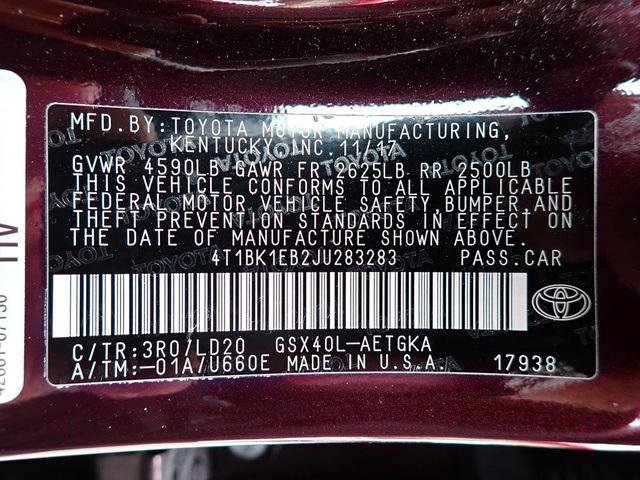 MFD.BY:TOYOTA MOTOR MANUFACTURING,
KENTUCKY,INC 11/17
GVWR 4590LB GAWR FR 2625LB RR 2500LB
THIS VEHICLE CONFORMS TO ALL APPLICABLE
FEDERAL MOTOR VEHICLE SAFETY, BUMPER,AND
THEFT PREVENTION STANDARDS IN EFFECT ON
THE DATE OF MANUFACTURE SHOWN ABOVE.
4T1BK1EB2JU283283 PASS.CAR
C/TR:3R0/LD20 GSX40L—AETGKA
A/TM:—01A/U660E MADE IN U.S.A. 17938